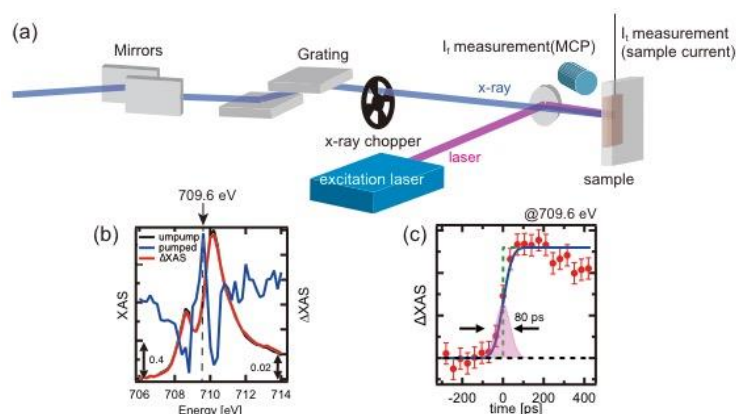 (a)
Mirrors
Grating
I_f measurement(MCP)
I_t measurement
(sample current)
x-ray
x-ray chopper
laser
excitation laser
sample
709.6 eV
(b)
umpump
pumped
ΔXAS
XAS
ΔXAS
0.4
0.02
706
708
710
712
714
Energy [eV]
@709.6 eV
(c)
ΔXAS
80 ps
-200
0
200
400
time [ps]